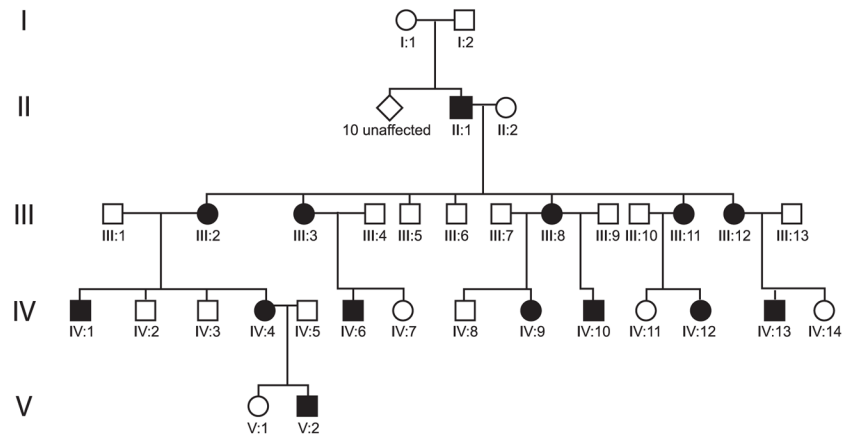 I
I:1 I:2
II
10 unaffected II:1 II:2
III
III:1 III:2 III:3 III:4 III:5 III:6 III:7 III:8 III:9 III:10 III:11 III:12 III:13
IV
IV:1 IV:2 IV:3 IV:4 IV:5 IV:6 IV:7 IV:8 IV:9 IV:10 IV:11 IV:12 IV:13 IV:14
V
V:1 V:2